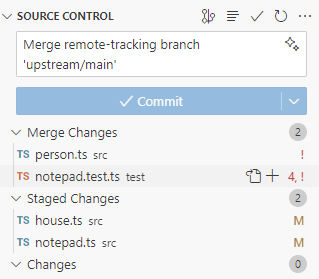 SOURCE CONTROL
Merge remote-tracking branch
'upstream/main'
Commit
Merge Changes 2
TS person.ts src !
TS notepad.test.ts test 4, !
Staged Changes 2
TS house.ts src M
TS notepad.ts src M
Changes 0